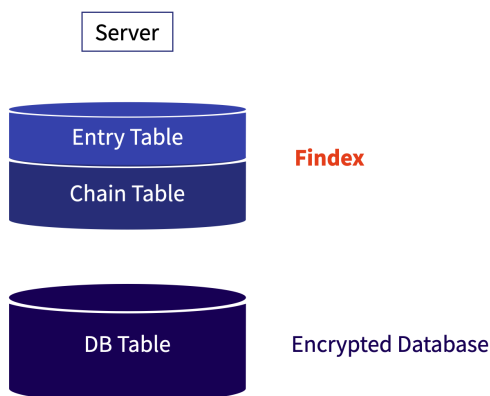 Server
Entry Table
Findex
Chain Table
DB Table
Encrypted Database